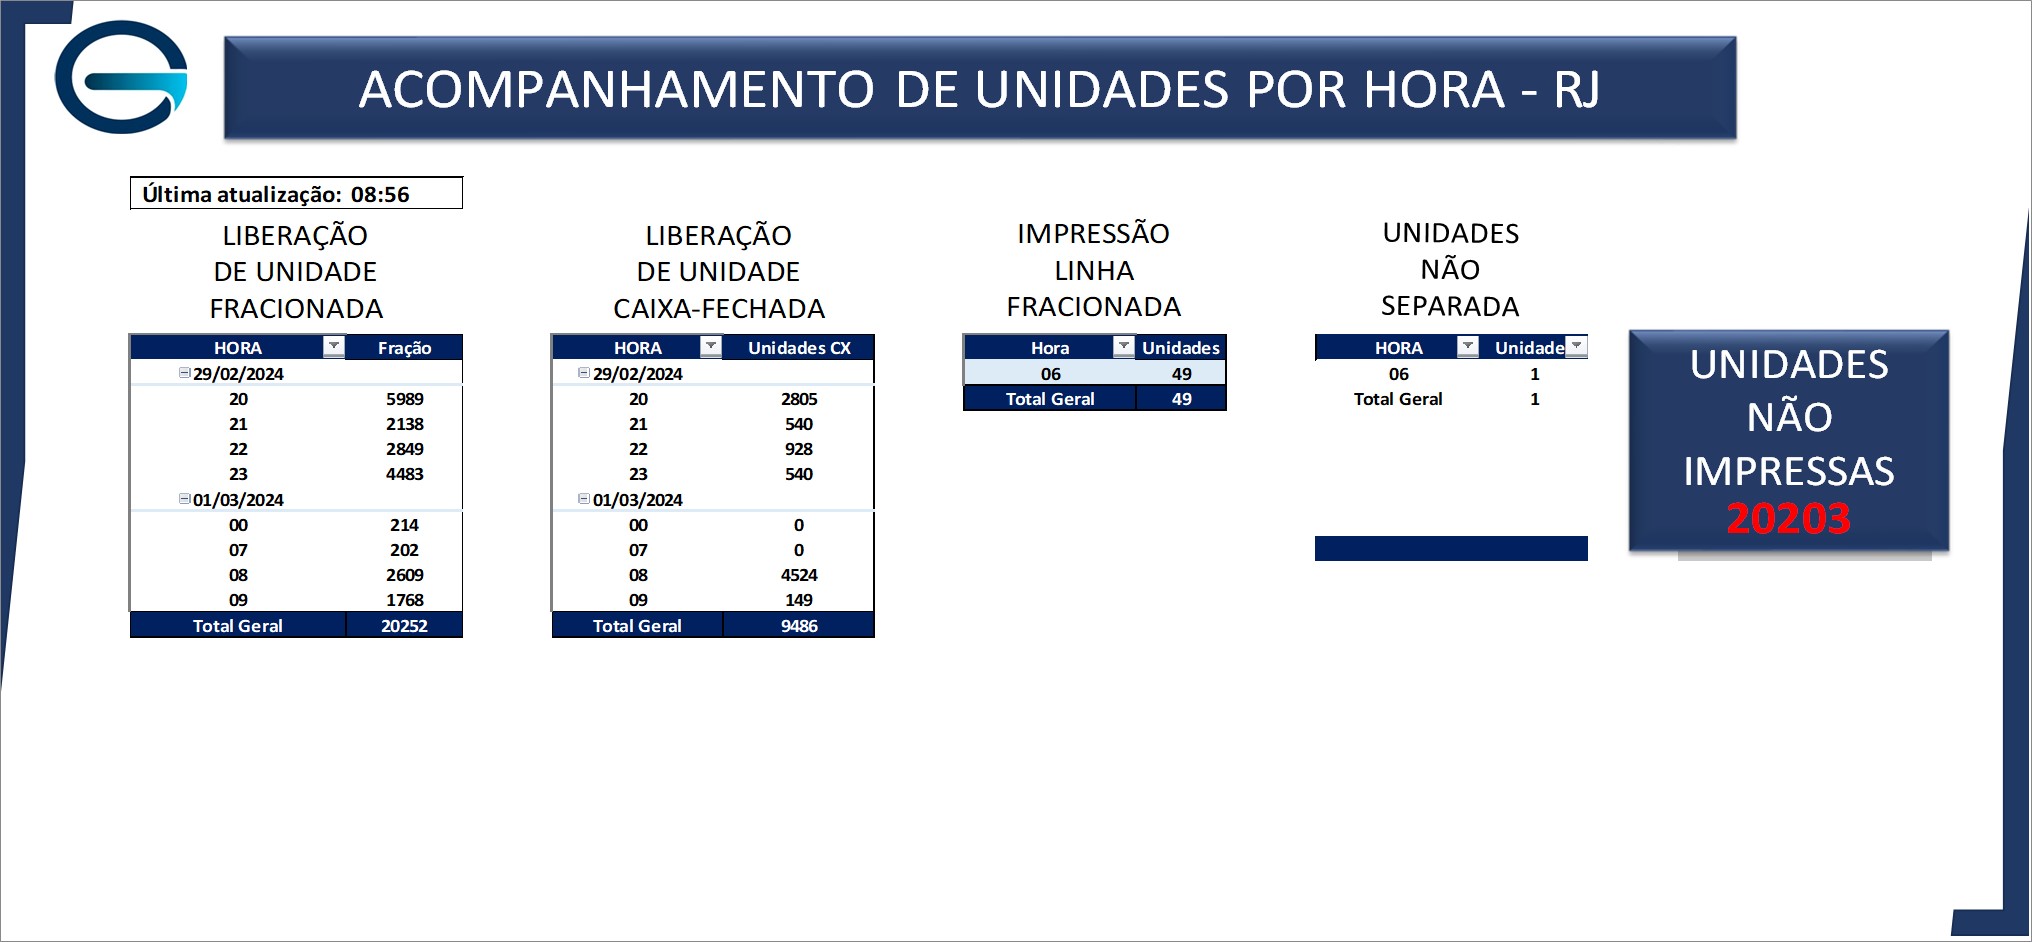 ACOMPANHAMENTO DE UNIDADES POR HORA - RJ
Última atualização: 08:56
LIBERAÇÃO
DE UNIDADE
FRACIONADA
HORA Fração
29/02/2024
20 5989
21 2138
22 2849
23 4483
01/03/2024
00 214
07 202
08 2609
09 1768
Total Geral 20252
LIBERAÇÃO
DE UNIDADE
CAIXA-FECHADA
HORA Unidades CX
29/02/2024
20 2805
21 540
22 928
23 540
01/03/2024
00 0
07 0
08 4524
09 149
Total Geral 9486
IMPRESSÃO
LINHA
FRACIONADA
Hora Unidades
06 49
Total Geral 49
UNIDADES
NÃO
SEPARADA
HORA Unidade
06 1
Total Geral 1
UNIDADES
NÃO
IMPRESSAS
20203